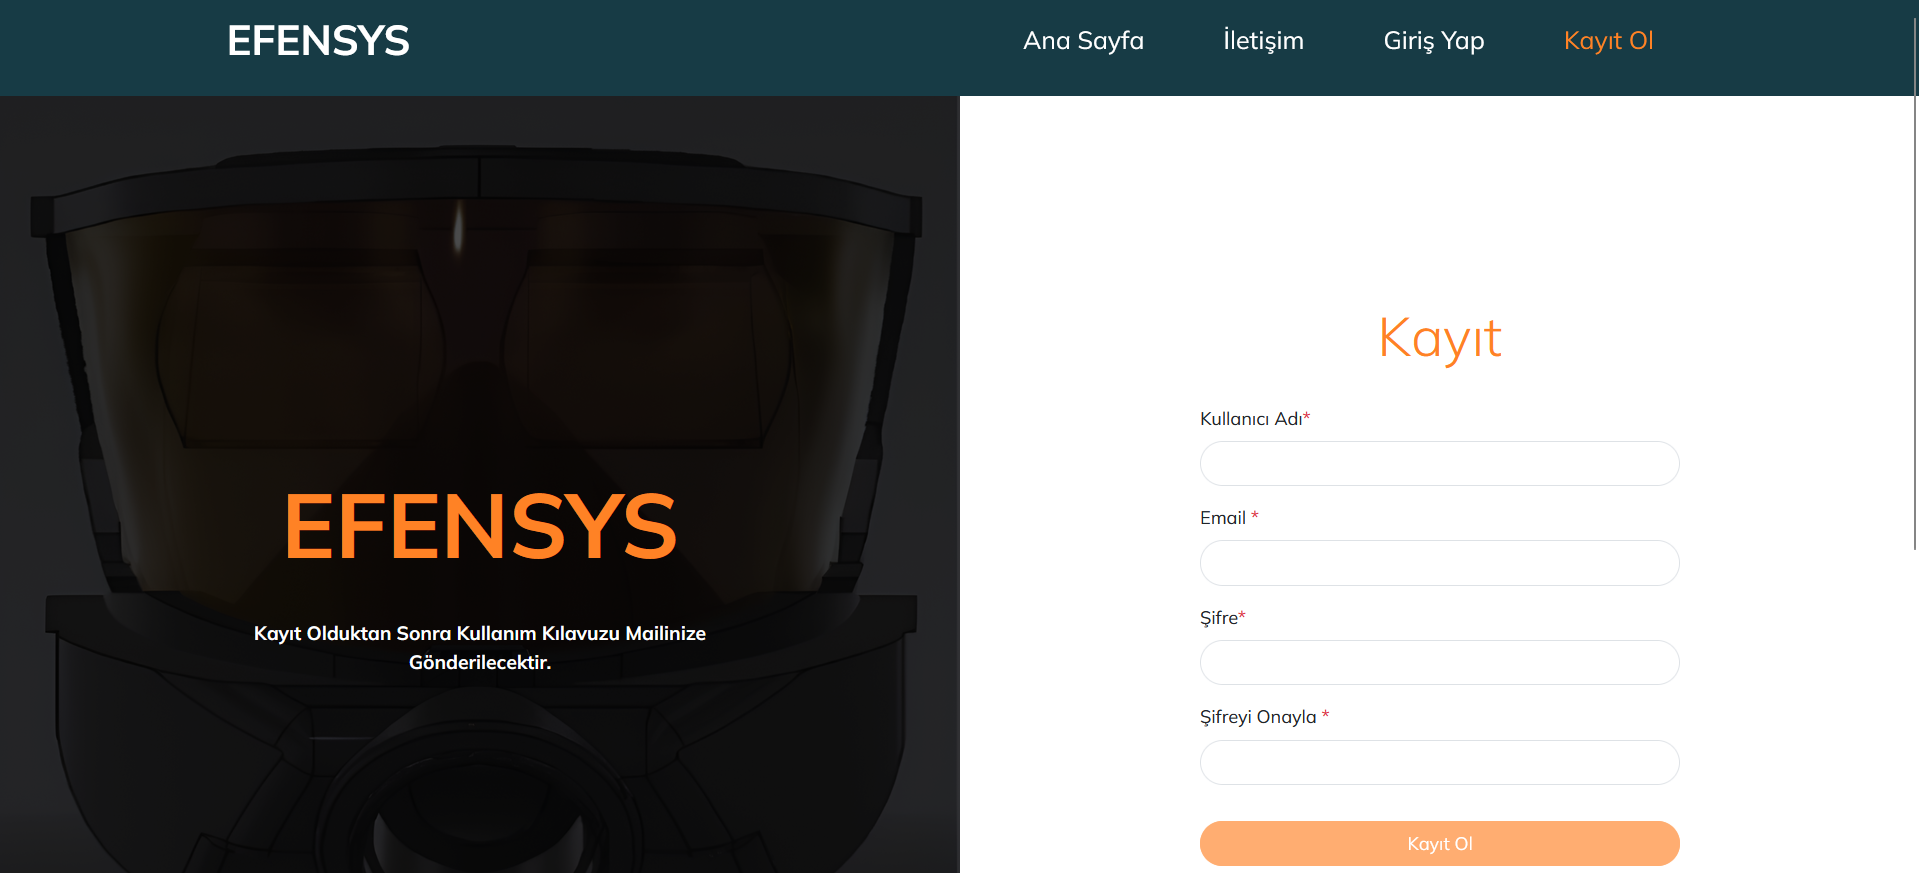 EFENSYS
Ana Sayfa
İletişim
Giriş Yap
Kayıt Ol
EFENSYS
Kayıt Olduktan Sonra Kullanım Kılavuzu Mailinize
Gönderilecektir.
Kayıt
Kullanıcı Adı*
Email *
Şifre*
Şifreyi Onayla *
Kayıt Ol